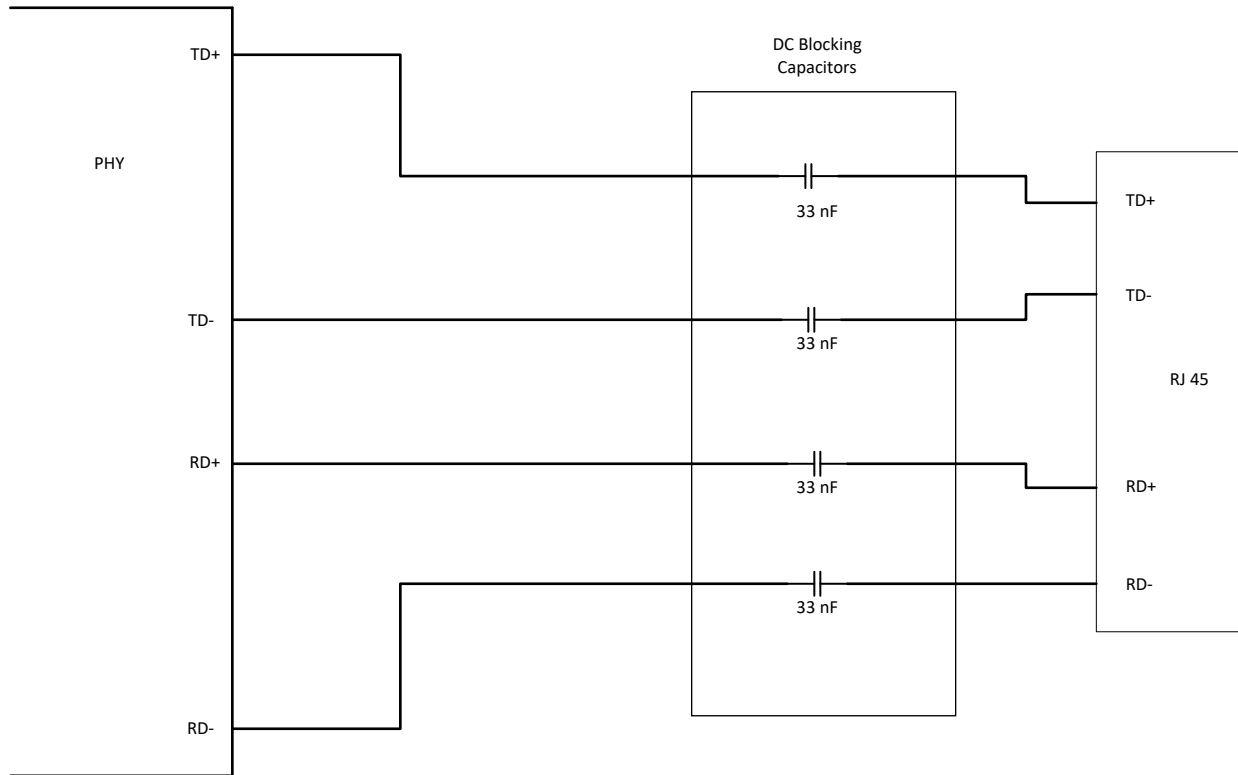 DC Blocking
Capacitors
TD+
PHY
33 nF
TD+
TD-
TD-
33 nF
RJ 45
RD+
33 nF
RD+
RD-
33 nF
RD-